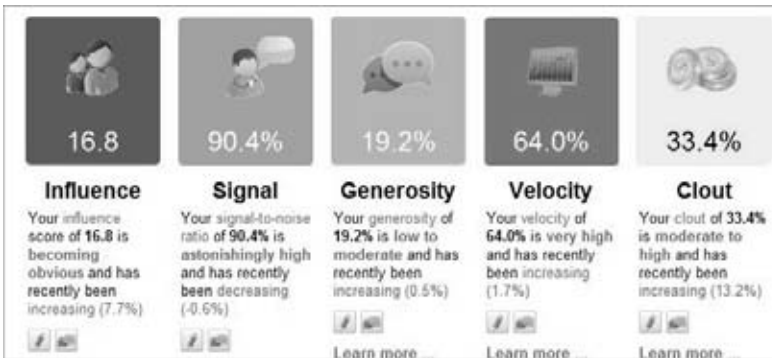 16.8
90.4%
19.2%
64.0%
33.4%
Influence
Your influence
score of 16.8 is
becoming
obvious and has
recently been
increasing (7.7%)
Signal
Your signal-to-noise
ratio of 90.4% is
astonishingly high
and has recently
been decreasing
(-0.6%)
Generosity
Your generosity of
19.2% is low to
moderate and has
recently been
increasing (0.5%)
Learn more ...
Velocity
Your velocity of
64.0% is very high
and has recently
been increasing
(1.7%)
Learn more ...
Clout
Your clout of 33.4%
is moderate to
high and has
recently been
increasing (13.2%)
Learn more ...